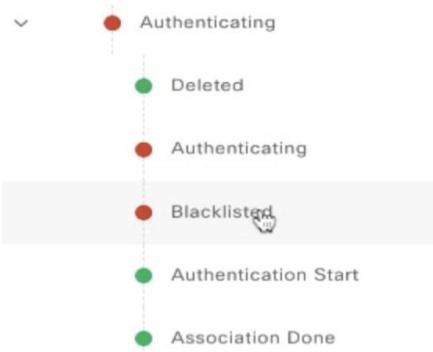 Authenticating
Deleted
Authenticating
Blacklisted
Authentication Start
Association Done